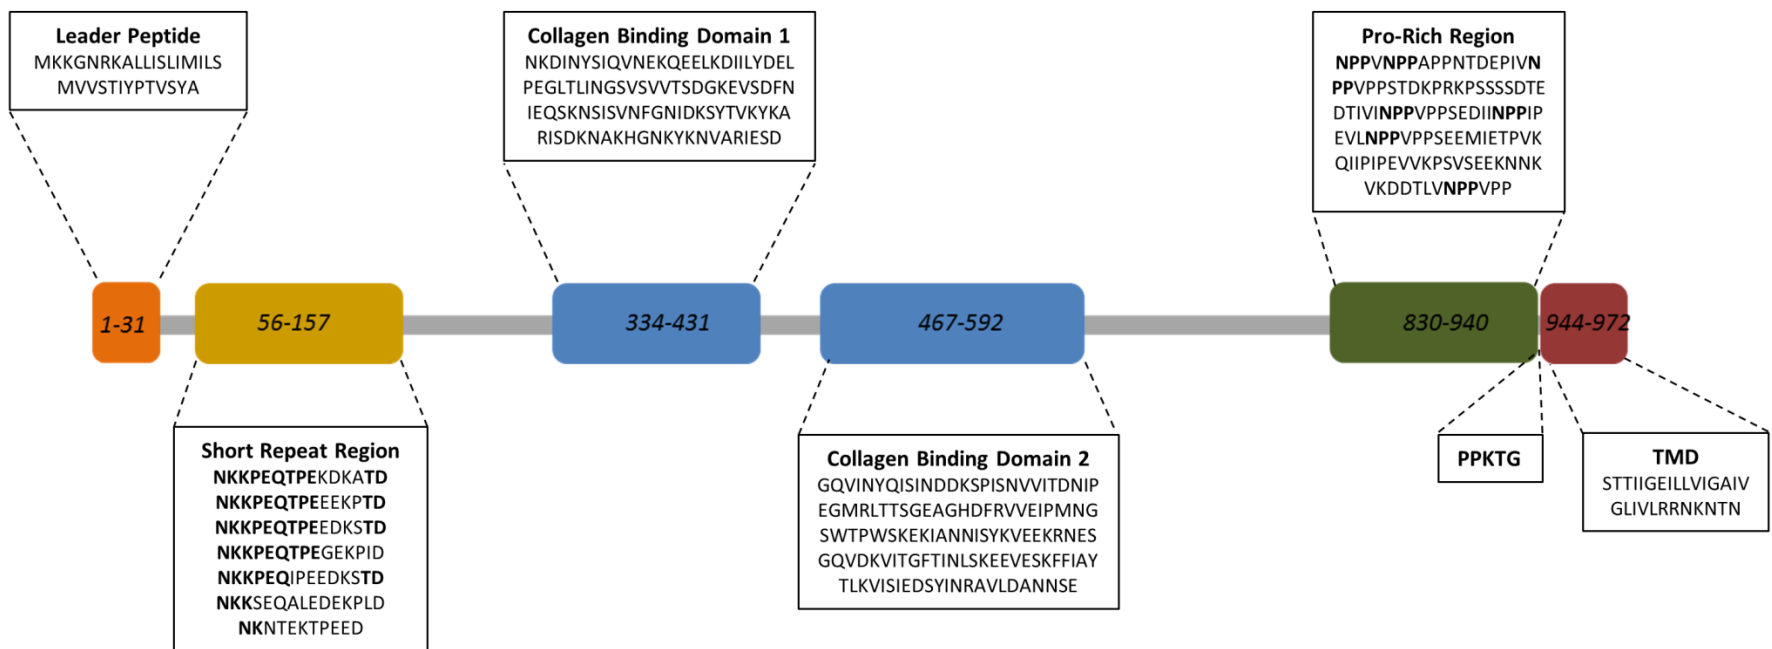 Leader Peptide
MKKGNRKALLISLIMILS
MVVSTIYPTVSYA
Collagen Binding Domain 1
NKDINYSIQVNEKQEELKDIILYDEL
PEGLTLINGSVSVVTSDGKEVSDFN
IEQSKNSISVNFGNIDKSYTVKYKA
RISDKNAKHGNKYKNVARIESD
Pro-Rich Region
NPPVNPPAPPNTDEPIVN
PPVPPSTDKPRKPSSSSDTE
DTIVINPPVPPSEDIINPPIP
EVLNPPVPPSEEMIETPVK
QIIPIPEVVKPSVSEEKNNK
VKDDTLVNPPVPP
1-31
56-157
334-431
467-592
830-940
944-972
Short Repeat Region
NKKPEQTPEKDKATD
NKKPEQTPEEEKPTD
NKKPEQTPEEDKSTD
NKKPEQTPEGEKPID
NKKPEQIPEEDKSTD
NKKSEQALEDEKPLD
NKNTEKTPEED
Collagen Binding Domain 2
GQVINYQISINDDKSPISNVVITDNIP
EGMRLTTSGEAGHDFRVVEIPMNG
SWTPWSKEKIANNISYKVEEKRNES
GQVDKVITGFTINLSKEEVESKFFIAY
TLKVISIEDSYINRAVLDANNSE
PPKTG
TMD
STTIIGEILLVIGAIV
GLIVLRRNKNTN